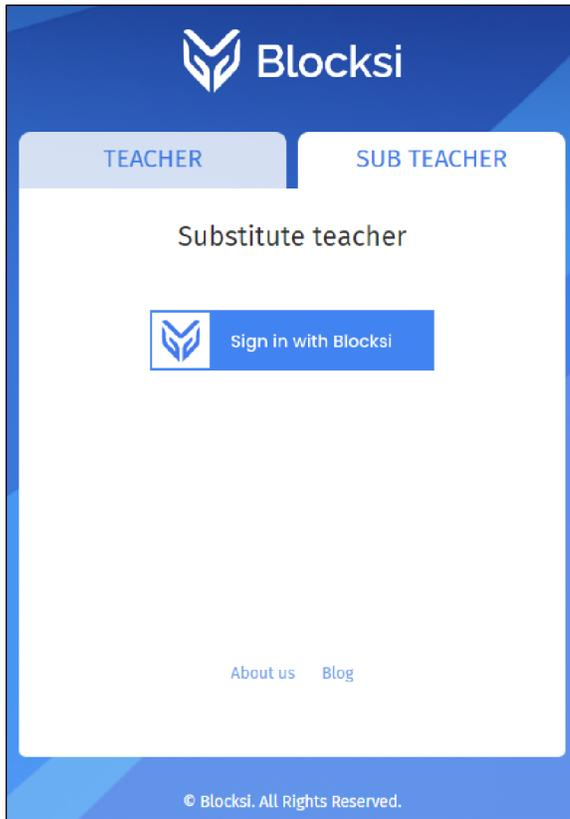 Blocksi
TEACHER SUB TEACHER
Substitute teacher
Sign in with Blocksi
About us Blog
© Blocksi. All Rights Reserved.